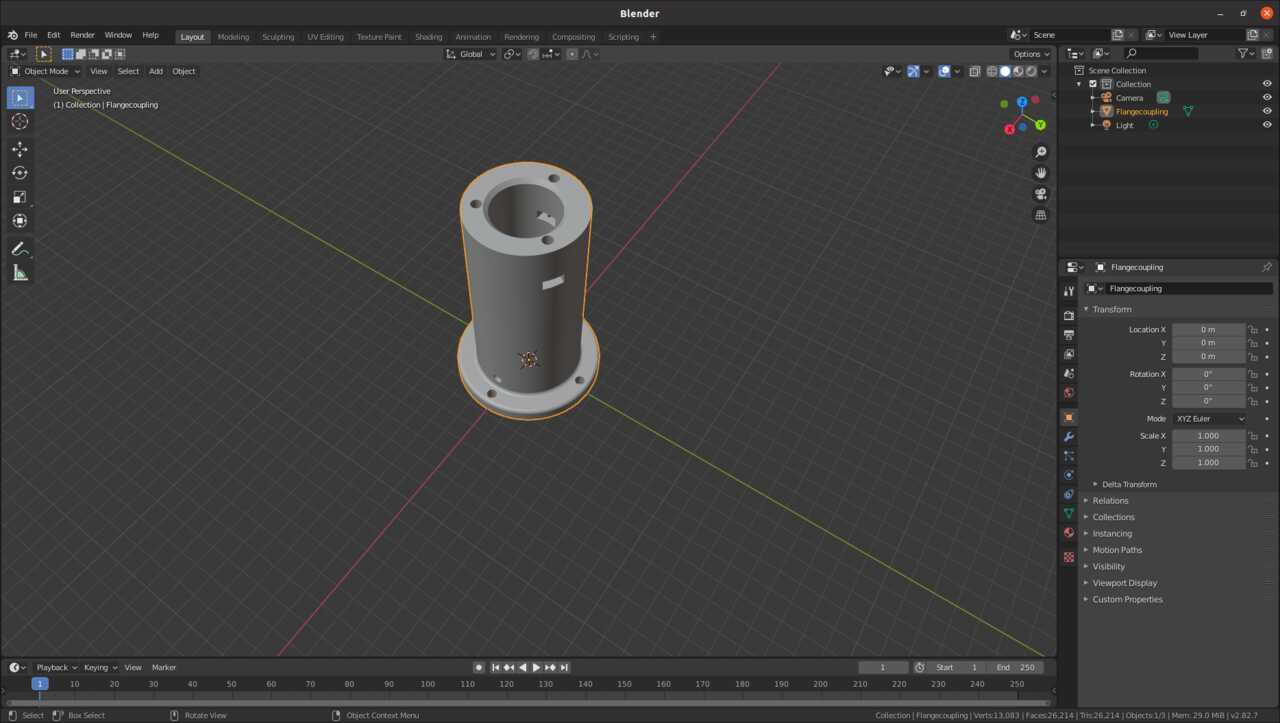 Blender
File Edit Render Window Help Layout Modeling Sculpting UV Editing Texture Paint Shading Animation Rendering Compositing Scripting + Scene View Layer
Global Options
Object Mode View Select Add Object
User Perspective
(1) Collection | Flangecoupling
Z
Y
X
Scene Collection
Collection
Camera
Flangecoupling
Light
Flangecoupling
Flangecoupling
Transform
Location X 0 m
Y 0 m
Z 0 m
Rotation X 0°
Y 0°
Z 0°
Mode XYZ Euler
Scale X 1.000
Y 1.000
Z 1.000
Delta Transform
Relations
Collections
Instancing
Motion Paths
Visibility
Viewport Display
Custom Properties
Playback Keying View Marker 1 Start 1 End 250
1 10 20 30 40 50 60 70 80 90 100 110 120 130 140 150 160 170 180 190 200 210 220 230 240 250
Select Box Select Rotate View Object Context Menu Collection | Flangecoupling | Verts:13,083 | Faces:26,214 | Tris:26,214 | Objects:1/3 | Mem: 29.0 MiB | v2.82.7